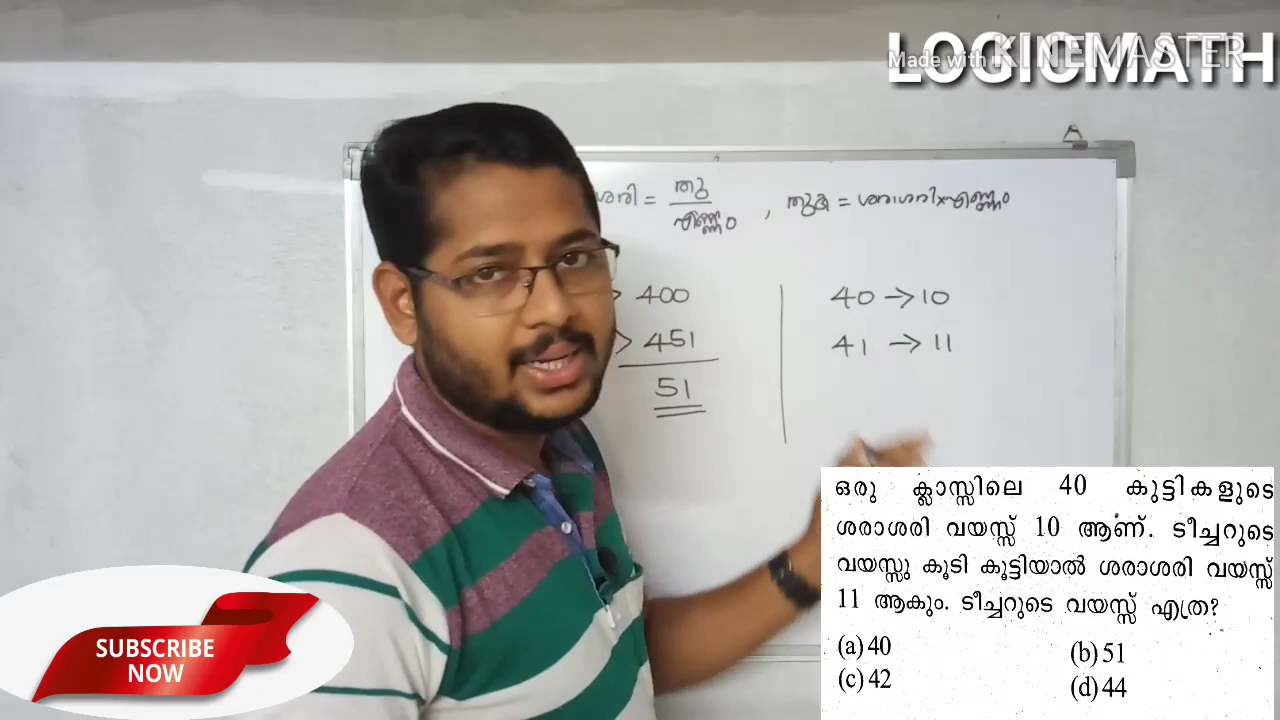 LOGICMATH
Made with KINEMASTER
ശരി = തു / എണ്ണം , തുക = ശരാശരി×എണ്ണം
> 400
> 451
51
40 → 10
41 → 11
ഒരു ക്ലാസ്സിലെ 40 കുട്ടികളുടെ
ശരാശരി വയസ്സ് 10 ആണ്. ടീച്ചറുടെ
വയസ്സു കൂടി കൂട്ടിയാൽ ശരാശരി വയസ്സ്
11 ആകും. ടീച്ചറുടെ വയസ്സ് എത്ര?
(a) 40 (b) 51
(c) 42 (d) 44
SUBSCRIBE
NOW